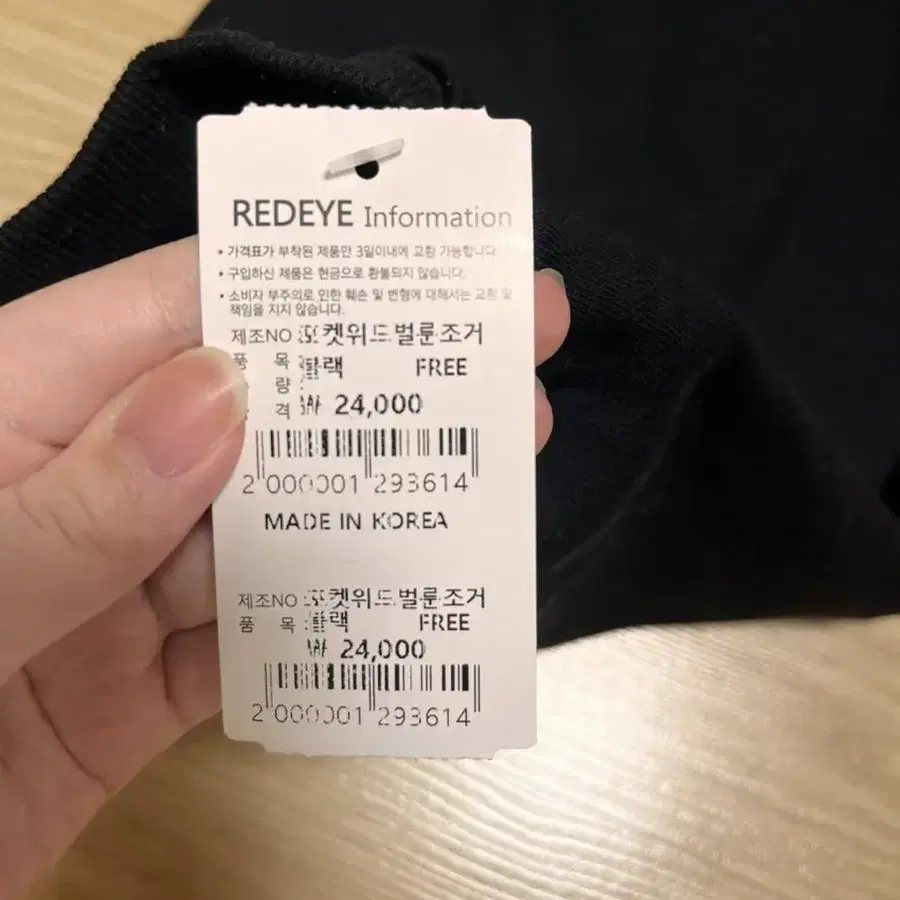 REDEYE Information
• 가격표가 부착된 제품만 3일이내에 교환 가능합니다.
• 구입하신 제품은 현금으로 환불되지 않습니다.
• 소비자 부주의로 인한 훼손 및 변형에 대해서는 교환 및
책임을 지지 않습니다.
제조NO :포켓위드벌룬조거
품 목 :블랙 FREE
량 :
격 :₩ 24,000
2 000001 293614
MADE IN KOREA
제조NO :포켓위드벌룬조거
품 목 :블랙 FREE
₩ 24,000
2 000001 293614